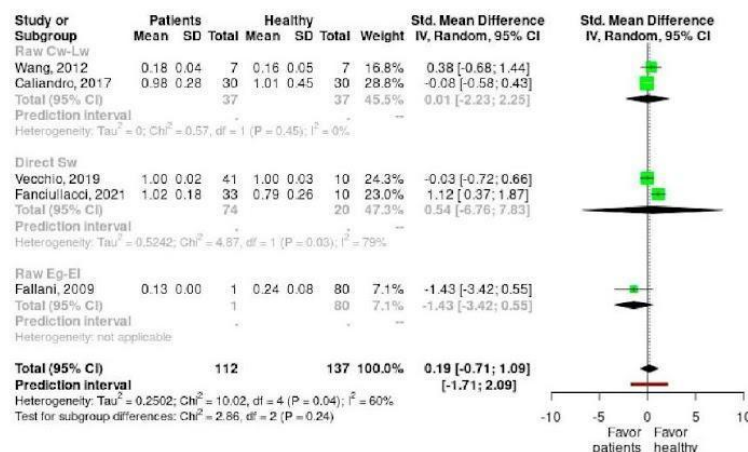 Study or Patients Healthy Std. Mean Difference Std. Mean Difference
Subgroup Mean SD Total Mean SD Total Weight IV, Random, 95% CI IV, Random, 95% CI
Raw Cw-Lw
Wang, 2012 0.18 0.04 7 0.16 0.05 7 16.8% 0.38 [-0.68; 1.44]
Caliandro, 2017 0.98 0.28 30 1.01 0.45 30 28.8% -0.08 [-0.58; 0.43]
Total (95% CI) 37 37 45.5% 0.01 [-2.23; 2.25]
Prediction interval . . --
Heterogeneity: Tau² = 0; Chi² = 0.57, df = 1 (P = 0.45); I² = 0%
Direct Sw
Vecchio, 2019 1.00 0.02 41 1.00 0.03 10 24.3% -0.03 [-0.72; 0.66]
Fanciullacci, 2021 1.02 0.18 33 0.79 0.26 10 23.0% 1.12 [0.37; 1.87]
Total (95% CI) 74 20 47.3% 0.54 [-6.76; 7.83]
Prediction interval . . --
Heterogeneity: Tau² = 0.5242; Chi² = 4.87, df = 1 (P = 0.03); I² = 79%
Raw Eg-El
Fallani, 2009 0.13 0.00 1 0.24 0.08 80 7.1% -1.43 [-3.42; 0.55]
Total (95% CI) 1 80 7.1% -1.43 [-3.42; 0.55]
Prediction interval . . --
Heterogeneity: not applicable
Total (95% CI) 112 137 100.0% 0.19 [-0.71; 1.09]
Prediction interval [-1.71; 2.09]
Heterogeneity: Tau² = 0.2502; Chi² = 10.02, df = 4 (P = 0.04); I² = 60%
Test for subgroup differences: Chi² = 2.86, df = 2 (P = 0.24)
-10 -5 0 5 10
Favor Favor
patients healthy